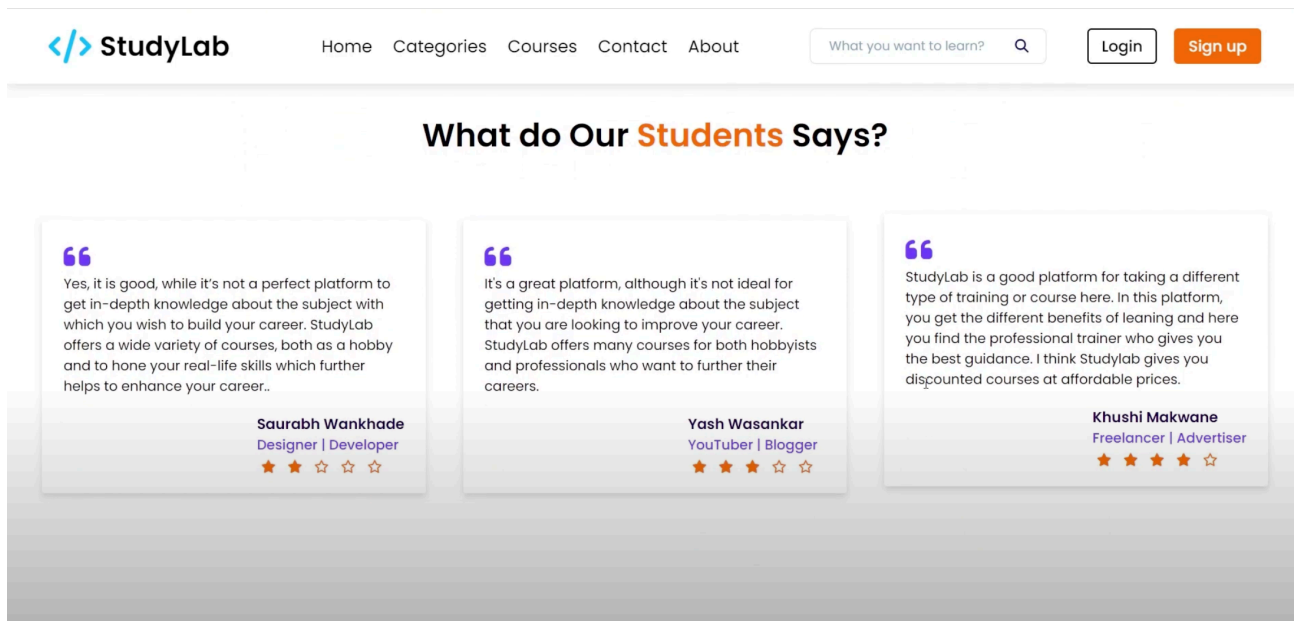 </> StudyLab
Home Categories Courses Contact About
What you want to learn?
Login
Sign up
What do Our Students Says?
Yes, it is good, while it's not a perfect platform to
get in-depth knowledge about the subject with
which you wish to build your career. StudyLab
offers a wide variety of courses, both as a hobby
and to hone your real-life skills which further
helps to enhance your career..
Saurabh Wankhade
Designer | Developer
It's a great platform, although it's not ideal for
getting in-depth knowledge about the subject
that you are looking to improve your career.
StudyLab offers many courses for both hobbyists
and professionals who want to further their
careers.
Yash Wasankar
YouTuber | Blogger
StudyLab is a good platform for taking a different
type of training or course here. In this platform,
you get the different benefits of leaning and here
you find the professional trainer who gives you
the best guidance. I think Studylab gives you
discounted courses at affordable prices.
Khushi Makwane
Freelancer | Advertiser